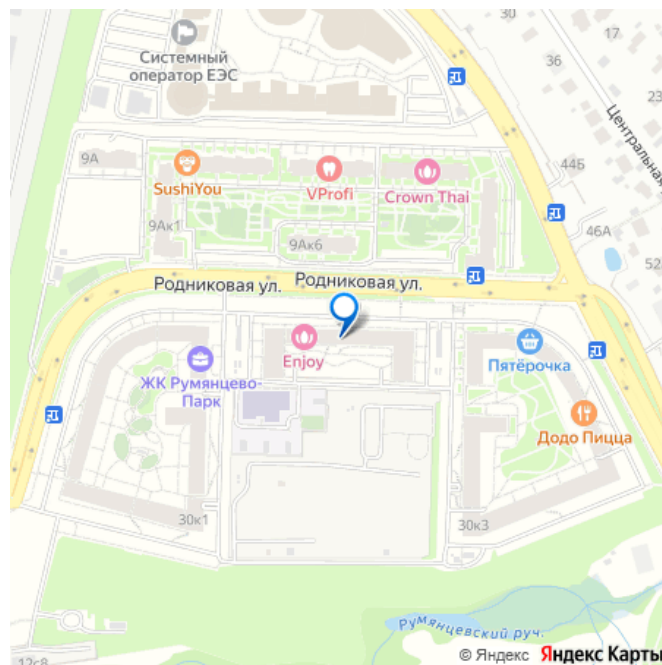 30
17
36
Системный
оператор ЕЭС
23
Центральная
9А
44Б
SushiYou
VProfi
Crown Thai
9Ак1
9Ак6
46А
52
Родниковая ул.
Родниковая ул.
Enjoy
Пятёрочка
ЖК Румянцево-
Парк
Додо Пицца
30к1
30к3
Румянцевский руч.
12с8
© Яндекс Яндекс Карты